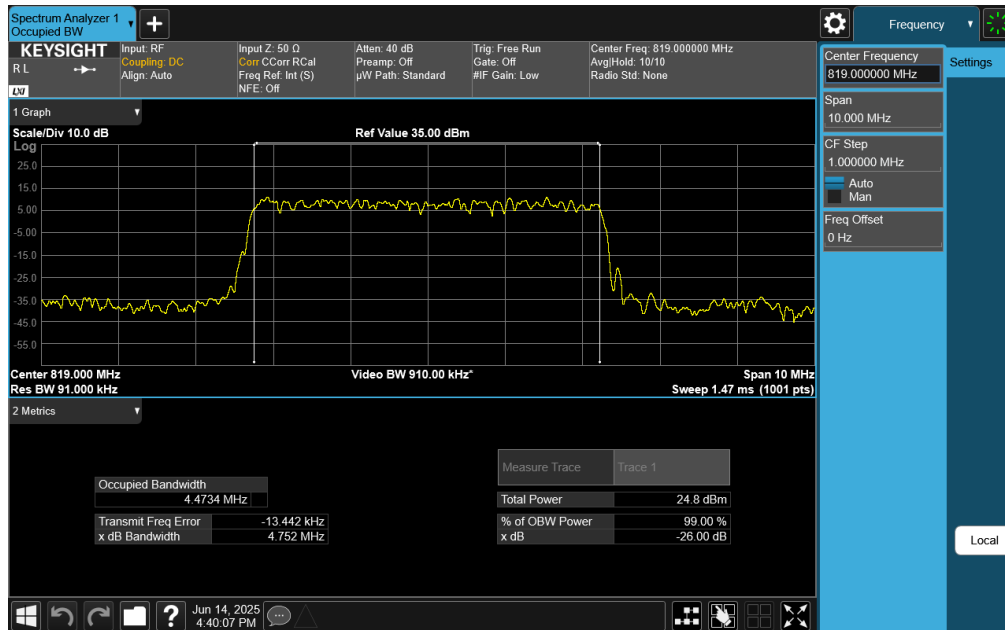 Spectrum Analyzer 1
Occupied BW
Frequency
KEYSIGHT
R L
LXI
Input: RF
Coupling: DC
Align: Auto
Input Z: 50 Ω
Corr CCorr RCal
Freq Ref: Int (S)
NFE: Off
Atten: 40 dB
Preamp: Off
µW Path: Standard
Trig: Free Run
Gate: Off
#IF Gain: Low
Center Freq: 819.000000 MHz
Avg|Hold: 10/10
Radio Std: None
Center Frequency
819.000000 MHz
Settings
Span
10.000 MHz
CF Step
1.000000 MHz
Auto
Man
Freq Offset
0 Hz
Local
1 Graph
Scale/Div 10.0 dB
Ref Value 35.00 dBm
Log
25.0
15.0
5.00
-5.00
-15.0
-25.0
-35.0
-45.0
-55.0
Center 819.000 MHz
Video BW 910.00 kHz*
Span 10 MHz
Res BW 91.000 kHz
Sweep 1.47 ms (1001 pts)
2 Metrics
Measure Trace
Trace 1
Occupied Bandwidth
4.4734 MHz
Total Power
24.8 dBm
Transmit Freq Error
-13.442 kHz
% of OBW Power
99.00 %
x dB Bandwidth
4.752 MHz
x dB
-26.00 dB
Jun 14, 2025
4:40:07 PM